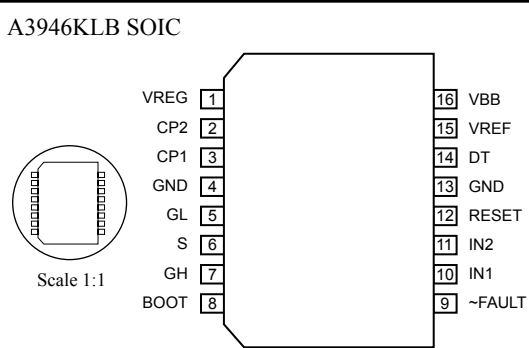 A3946KLB SOIC
VREG 1
CP2 2
CP1 3
GND 4
GL 5
S 6
GH 7
BOOT 8
16 VBB
15 VREF
14 DT
13 GND
12 RESET
11 IN2
10 IN1
9 ~FAULT
Scale 1:1